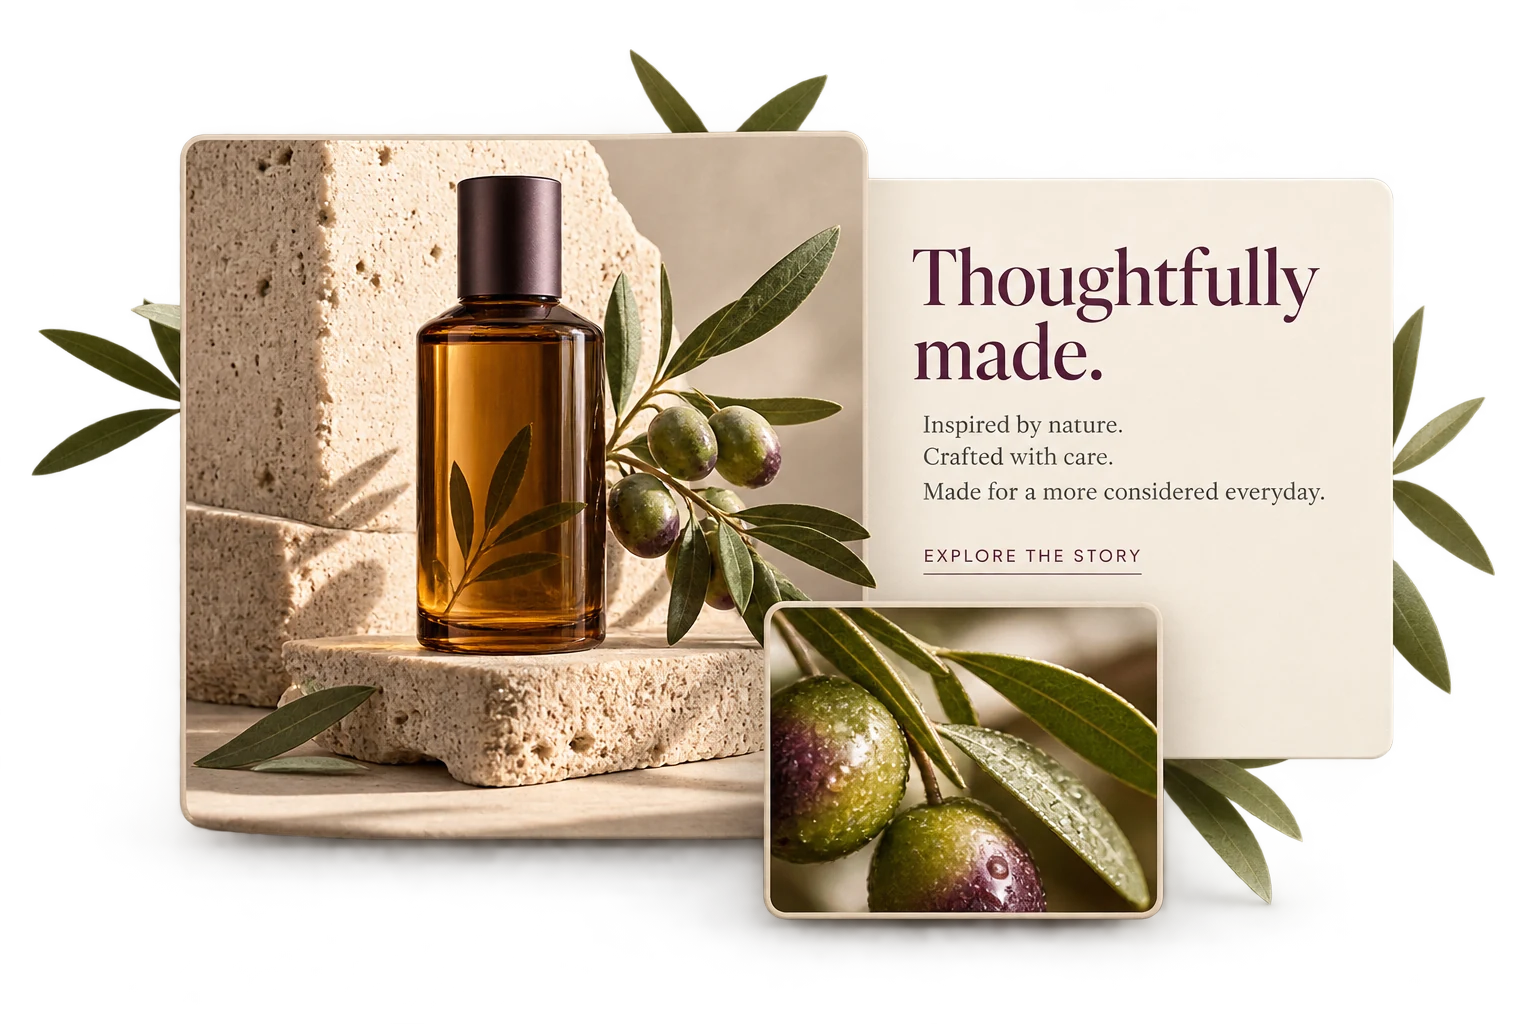 Thoughtfully
made.
Inspired by nature.
Crafted with care.
Made for a more considered everyday.
EXPLORE THE STORY